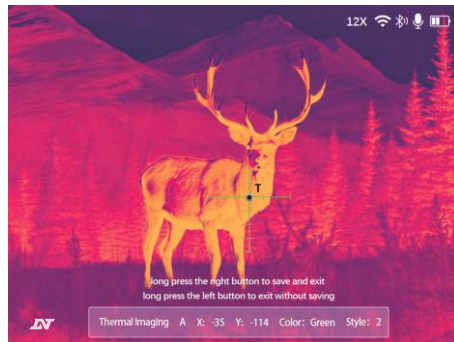 12X
T
long press the right button to save and exit
long press the left button to exit without saving
Thermal Imaging A X: -35 Y: -114 Color: Green Style: 2